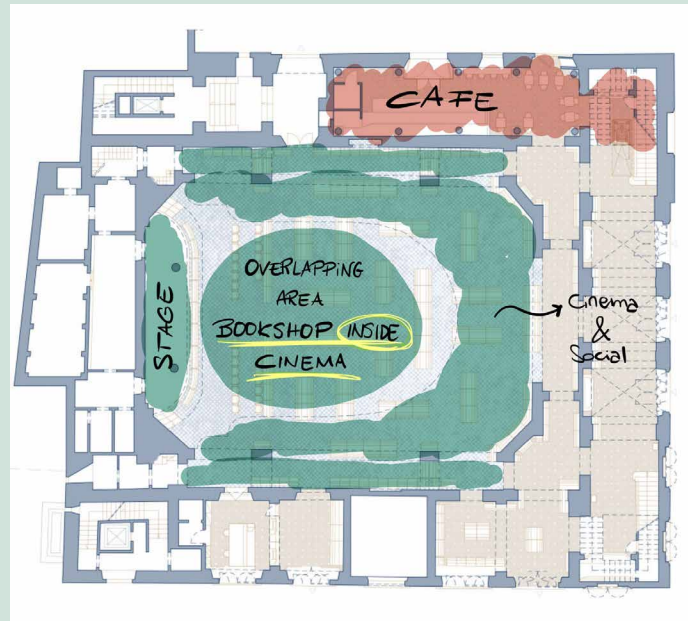 CAFE
OVERLAPPING
AREA
BOOKSHOP INSIDE
CINEMA
STAGE
Cinema
&
Social